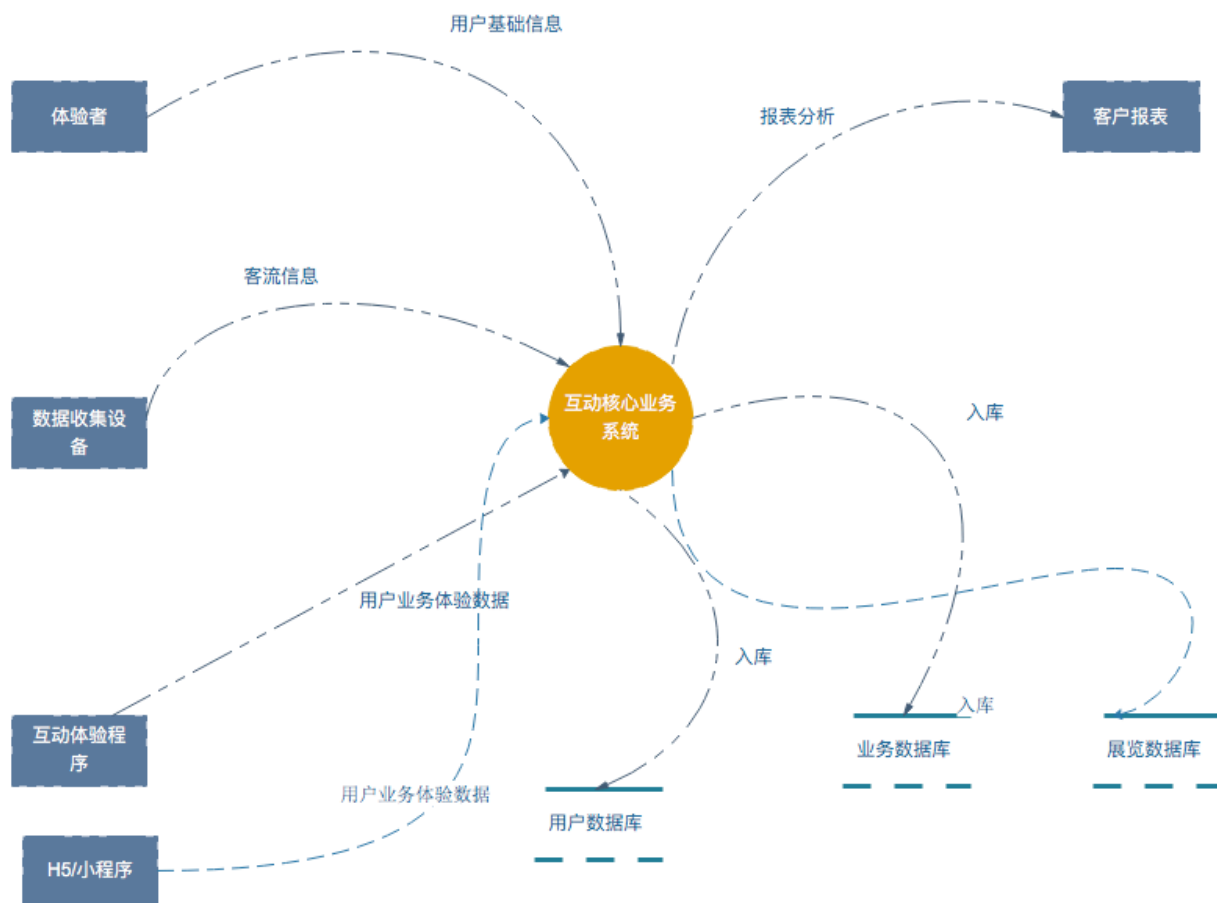 用户基础信息
体验者
报表分析
客户报表
客流信息
数据收集设
备
互动核心业务
系统
入库
用户业务体验数据
入库
入库
互动体验程
序
业务数据库
展览数据库
用户业务体验数据
用户数据库
H5/小程序